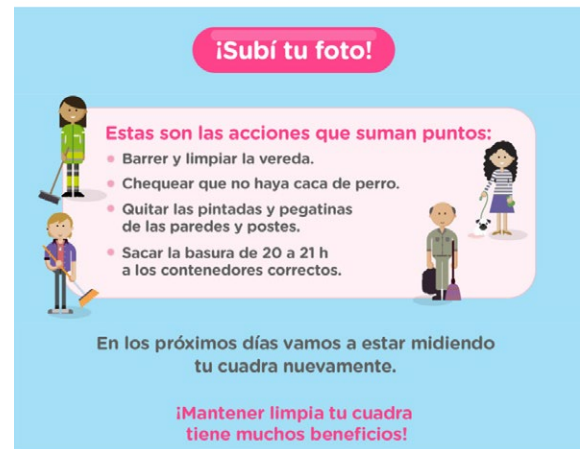 ¡Subí tu foto!
Estas son las acciones que suman puntos:
Barrer y limpiar la vereda.
Chequear que no haya caca de perro.
Quitar las pintadas y pegatinas
de las paredes y postes.
Sacar la basura de 20 a 21 h
a los contenedores correctos.
En los próximos días vamos a estar midiendo
tu cuadra nuevamente.
¡Mantener limpia tu cuadra
tiene muchos beneficios!